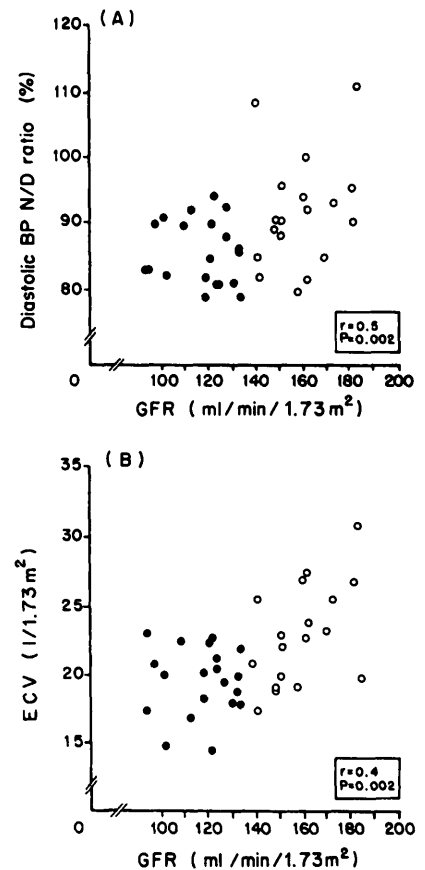 (A)
Diastolic BP N/D ratio (%)
120
110
100
90
80
0
r=0.5
P=0.002
100 120 140 160 180 200
GFR (ml/min/1.73m²)
(B)
ECV (l/1.73m²)
35
30
25
20
15
0
r=0.4
P=0.002
100 120 140 160 180 200
GFR (ml/min/1.73m²)